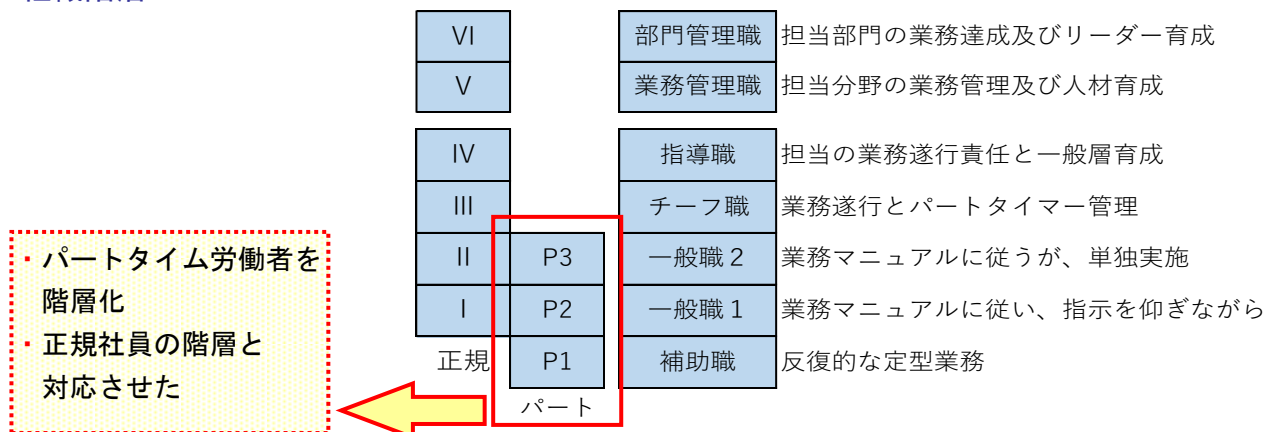 VI 部門管理職 担当部門の業務達成及びリーダー育成
V 業務管理職 担当分野の業務管理及び人材育成
IV 指導職 担当の業務遂行責任と一般層育成
III チーフ職 業務遂行とパートタイマー管理
II P3 一般職2 業務マニュアルに従うが、単独実施
I P2 一般職1 業務マニュアルに従い、指示を仰ぎながら
正規 P1 補助職 反復的な定型業務
パート
・パートタイム労働者を
階層化
・正規社員の階層と
対応させた